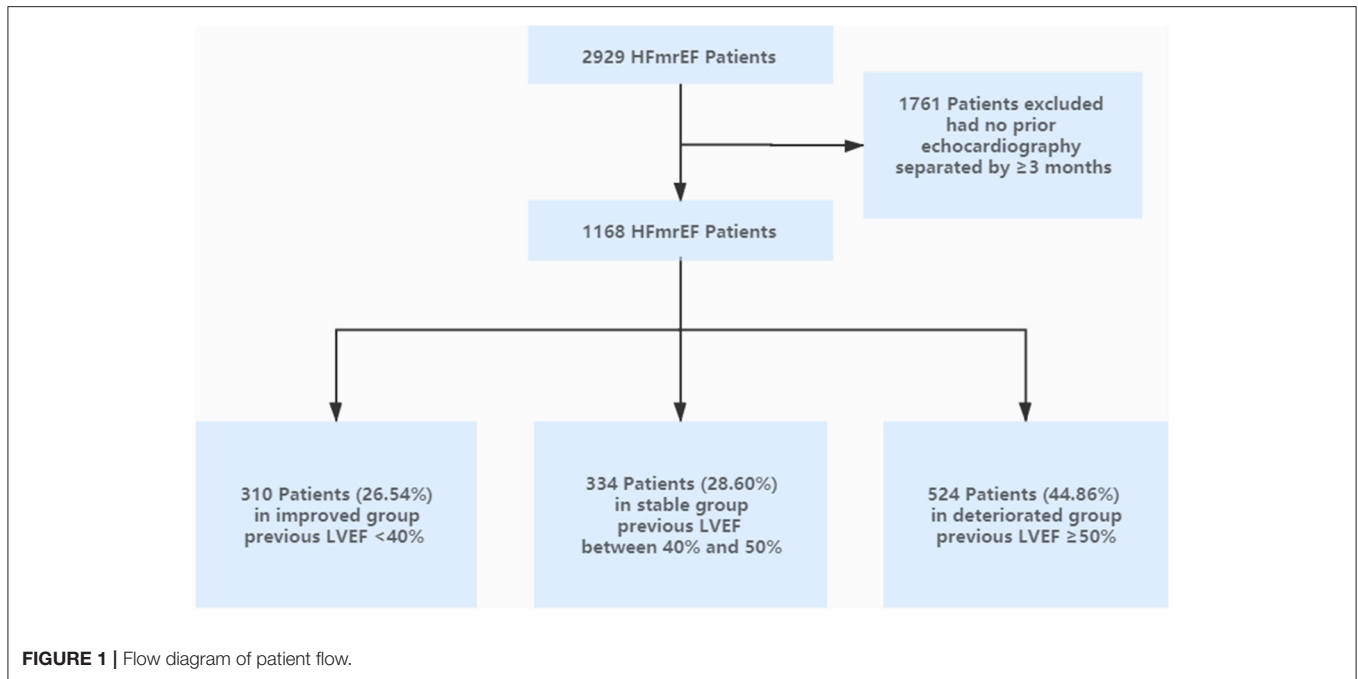 2929 HFmrEF Patients
1761 Patients excluded
had no prior
echocardiography
separated by ≥3 months
1168 HFmrEF Patients
310 Patients (26.54%)
in improved group
previous LVEF <40%
334 Patients (28.60%)
in stable group
previous LVEF
between 40% and 50%
524 Patients (44.86%)
in deteriorated group
previous LVEF ≥50%
FIGURE 1 | Flow diagram of patient flow.